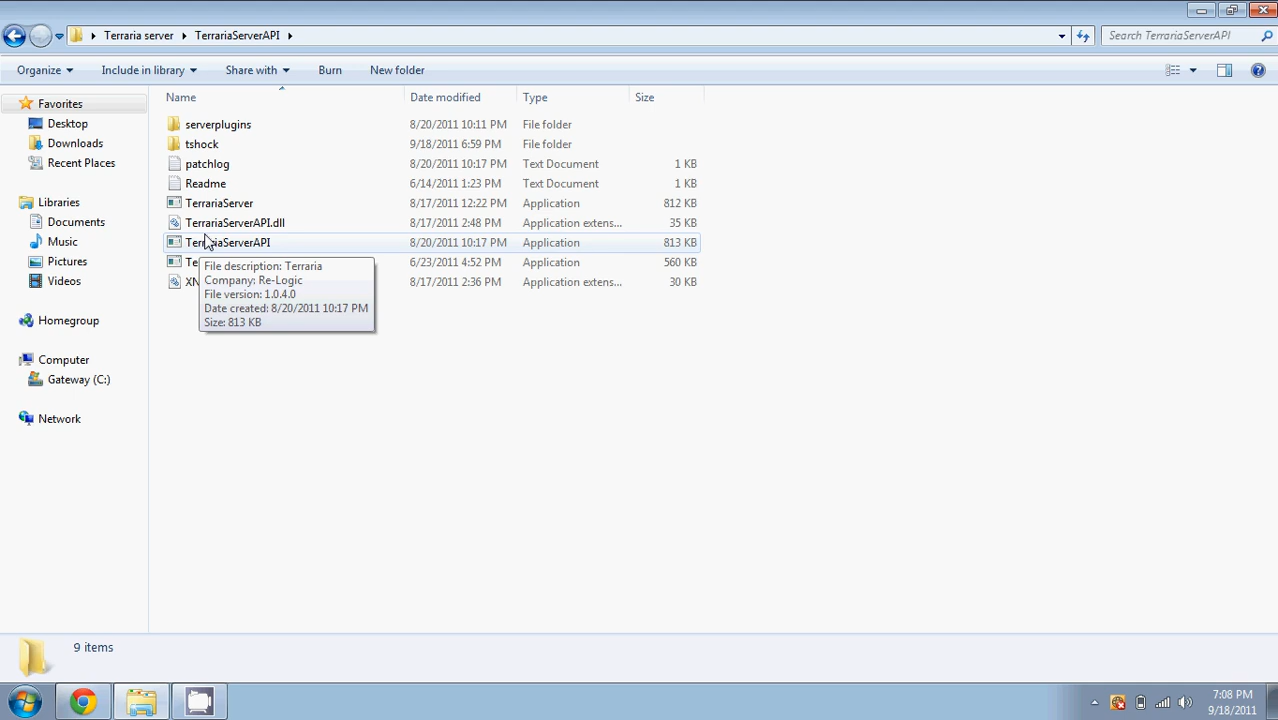 Terraria server TerrariaServerAPI Search TerrariaServerAPI
Organize Include in library Share with Burn New folder
Name Date modified Type Size
serverplugins 8/20/2011 10:11 PM File folder
tshock 9/18/2011 6:59 PM File folder
patchlog 8/20/2011 10:17 PM Text Document 1 KB
Readme 6/14/2011 1:23 PM Text Document 1 KB
TerrariaServer 8/17/2011 12:22 PM Application 812 KB
TerrariaServerAPI.dll 8/17/2011 2:48 PM Application extens... 35 KB
TerrariaServerAPI 8/20/2011 10:17 PM Application 813 KB
Te 6/23/2011 4:52 PM Application 560 KB
XN 8/17/2011 2:36 PM Application extens... 30 KB
File description: Terraria
Company: Re-Logic
File version: 1.0.4.0
Date created: 8/20/2011 10:17 PM
Size: 813 KB
Favorites
Desktop
Downloads
Recent Places
Libraries
Documents
Music
Pictures
Videos
Homegroup
Computer
Gateway (C:)
Network
9 items
7:08 PM
9/18/2011